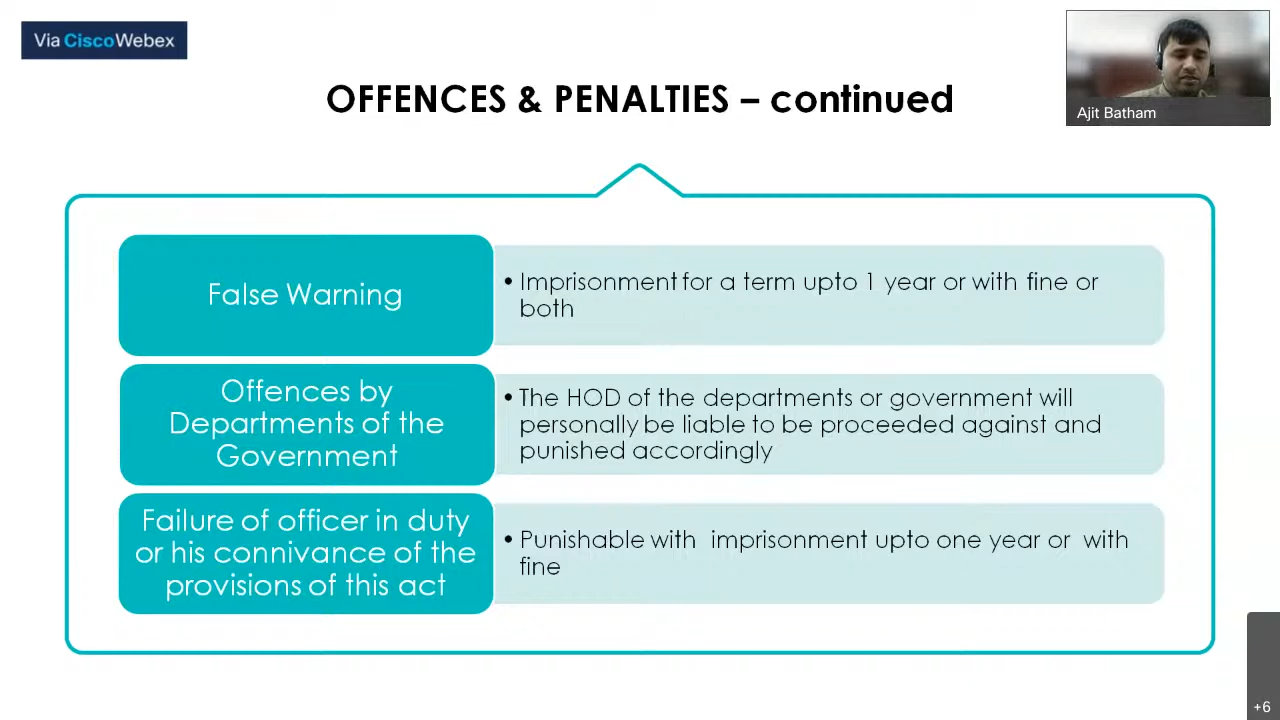 Via CiscoWebex
Ajit Batham
OFFENCES & PENALTIES – continued
False Warning
• Imprisonment for a term upto 1 year or with fine or
both
Offences by
Departments of the
Government
• The HOD of the departments or government will
personally be liable to be proceeded against and
punished accordingly
Failure of officer in duty
or his connivance of the
provisions of this act
• Punishable with imprisonment upto one year or with
fine
+6